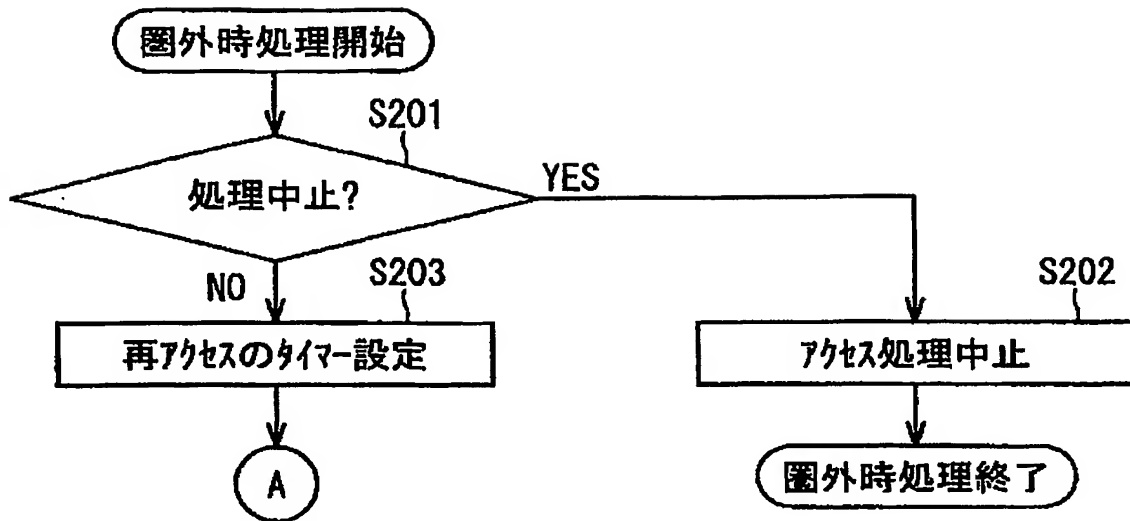 圏外時処理開始
S201
処理中止?
YES
NO
S203
S202
再アクセスのタイマー設定
アクセス処理中止
A
圏外時処理終了